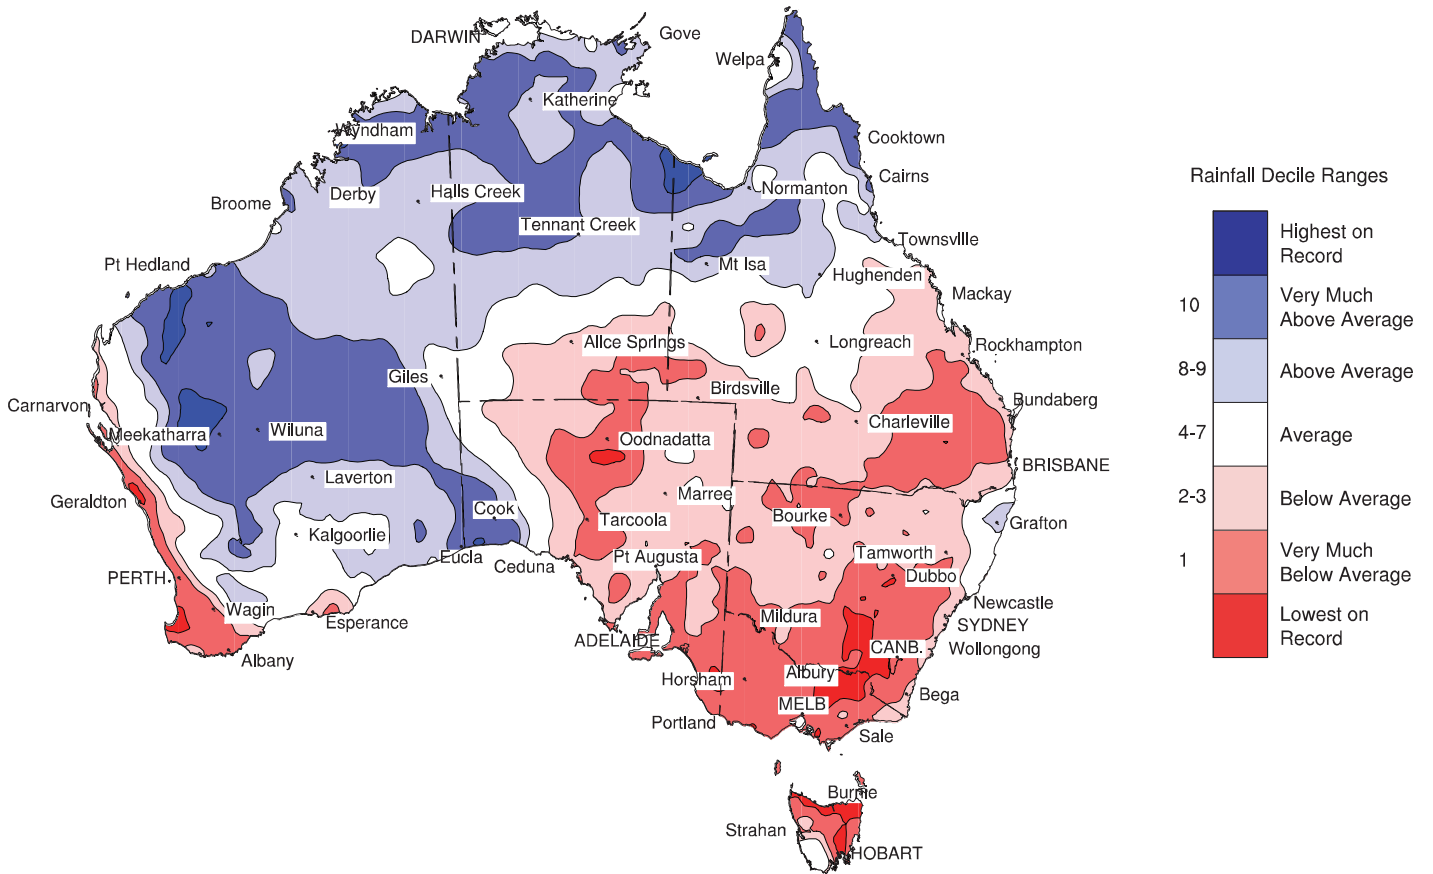 DARWIN
Gove
Welpa
Katherine
Wyndham
Cooktown
Cairns
Derby
Halls Creek
Normanton
Broome
Tennant Creek
Townsville
Pt Hedland
Mt Isa
Hughenden
Mackay
Alice Springs
Longreach
Rockhampton
Giles
Birdsville
Carnarvon
Bundaberg
Meekatharra
Wiluna
Oodnadatta
Charleville
BRISBANE
Laverton
Marree
Geraldton
Cook
Tarcoola
Bourke
Grafton
Kalgoorlie
Eucla
Ceduna
Pt Augusta
Tamworth
PERTH
Dubbo
Wagin
Esperance
Mildura
Newcastle
SYDNEY
ADELAIDE
CANB.
Wollongong
Albany
Horsham
Albury
Bega
MELB
Portland
Sale
Burnie
Strahan
HOBART
Rainfall Decile Ranges
Highest on
Record
10
Very Much
Above Average
8-9
Above Average
4-7
Average
2-3
Below Average
1
Very Much
Below Average
Lowest on
Record